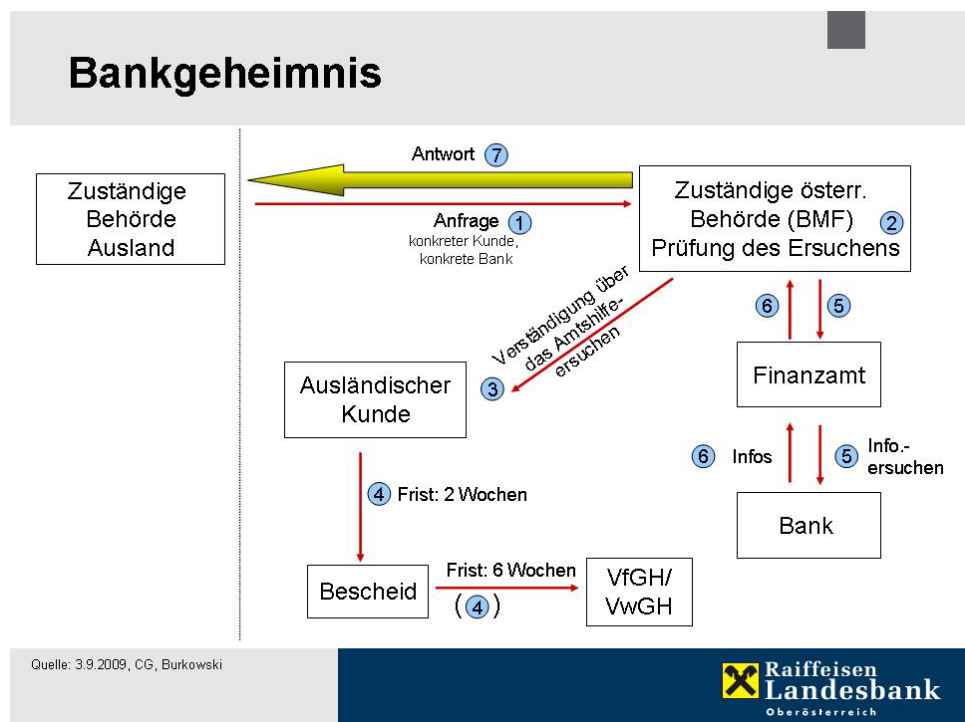 Bankgeheimnis
Antwort 7
Zuständige
Behörde
Ausland
Anfrage 1
konkreter Kunde,
konkrete Bank
Zuständige österr.
Behörde (BMF) 2
Prüfung des Ersuchens
Verständigung über
das Amtshilfe-
ersuchen
3
6
5
Ausländischer
Kunde
Finanzamt
6 Infos
5 Info.-
ersuchen
4 Frist: 2 Wochen
Bank
Bescheid
Frist: 6 Wochen
(4)
VfGH/
VwGH
Quelle: 3.9.2009, CG, Burkowski
Raiffeisen
Landesbank
Oberösterreich